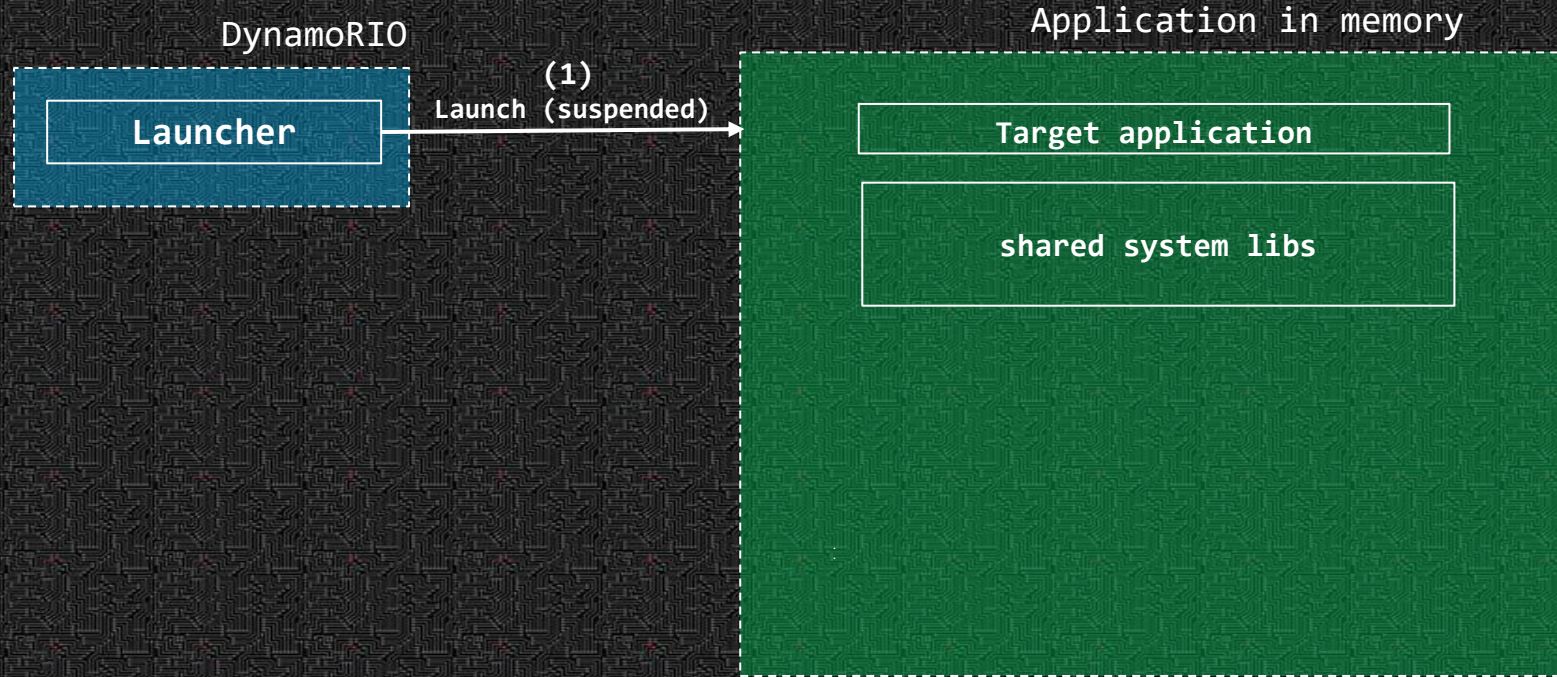 DynamoRIO
Application in memory
(1)
Launch (suspended)
Launcher
Target application
shared system libs